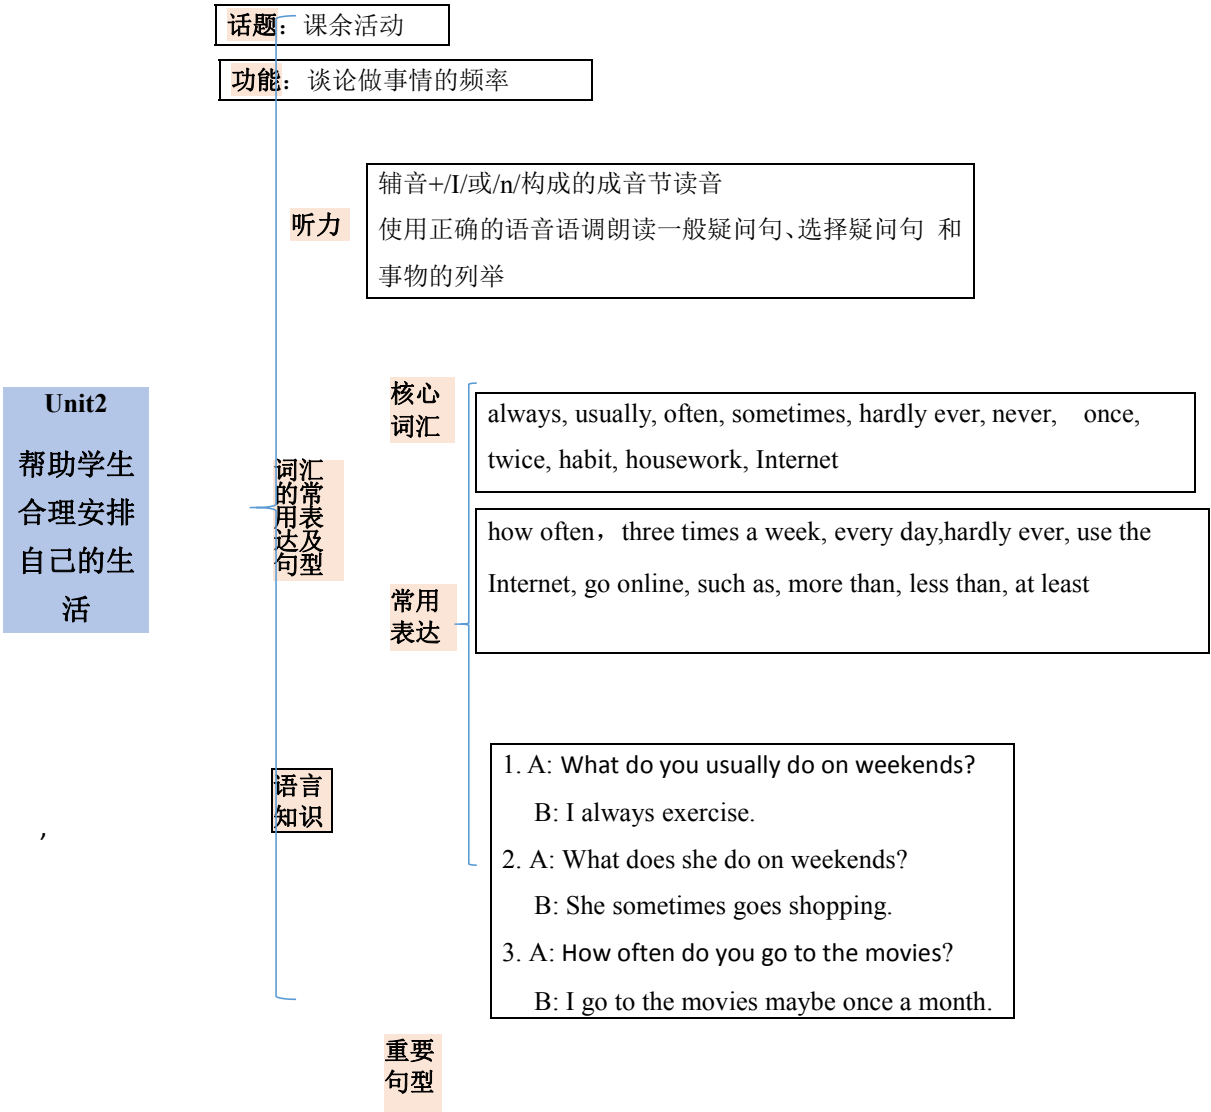 话题：课余活动
功能：谈论做事情的频率
听力
辅音+/I/或/n/构成的成音节读音
使用正确的语音语调朗读一般疑问句、选择疑问句 和
事物的列举
Unit2
帮助学生
合理安排
自己的生
活
词汇
的常
用表
达及
句型
核心
词汇
always, usually, often, sometimes, hardly ever, never, once,
twice, habit, housework, Internet
常用
表达
how often，three times a week, every day,hardly ever, use the
Internet, go online, such as, more than, less than, at least
语言
知识
,
1. A: What do you usually do on weekends?
B: I always exercise.
2. A: What does she do on weekends?
B: She sometimes goes shopping.
3. A: How often do you go to the movies?
B: I go to the movies maybe once a month.
重要
句型